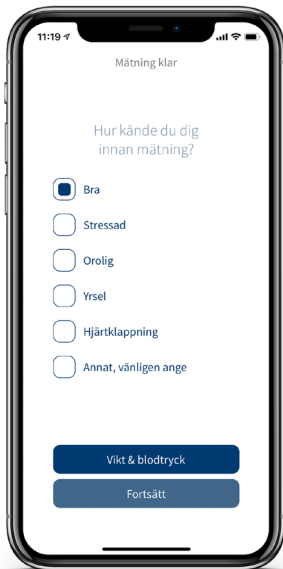 11:19
Mätning klar
Hur kände du dig
innan mätning?
Bra
Stressad
Orolig
Yrsel
Hjärtklappning
Annat, vänligen ange
Vikt & blodtryck
Fortsätt